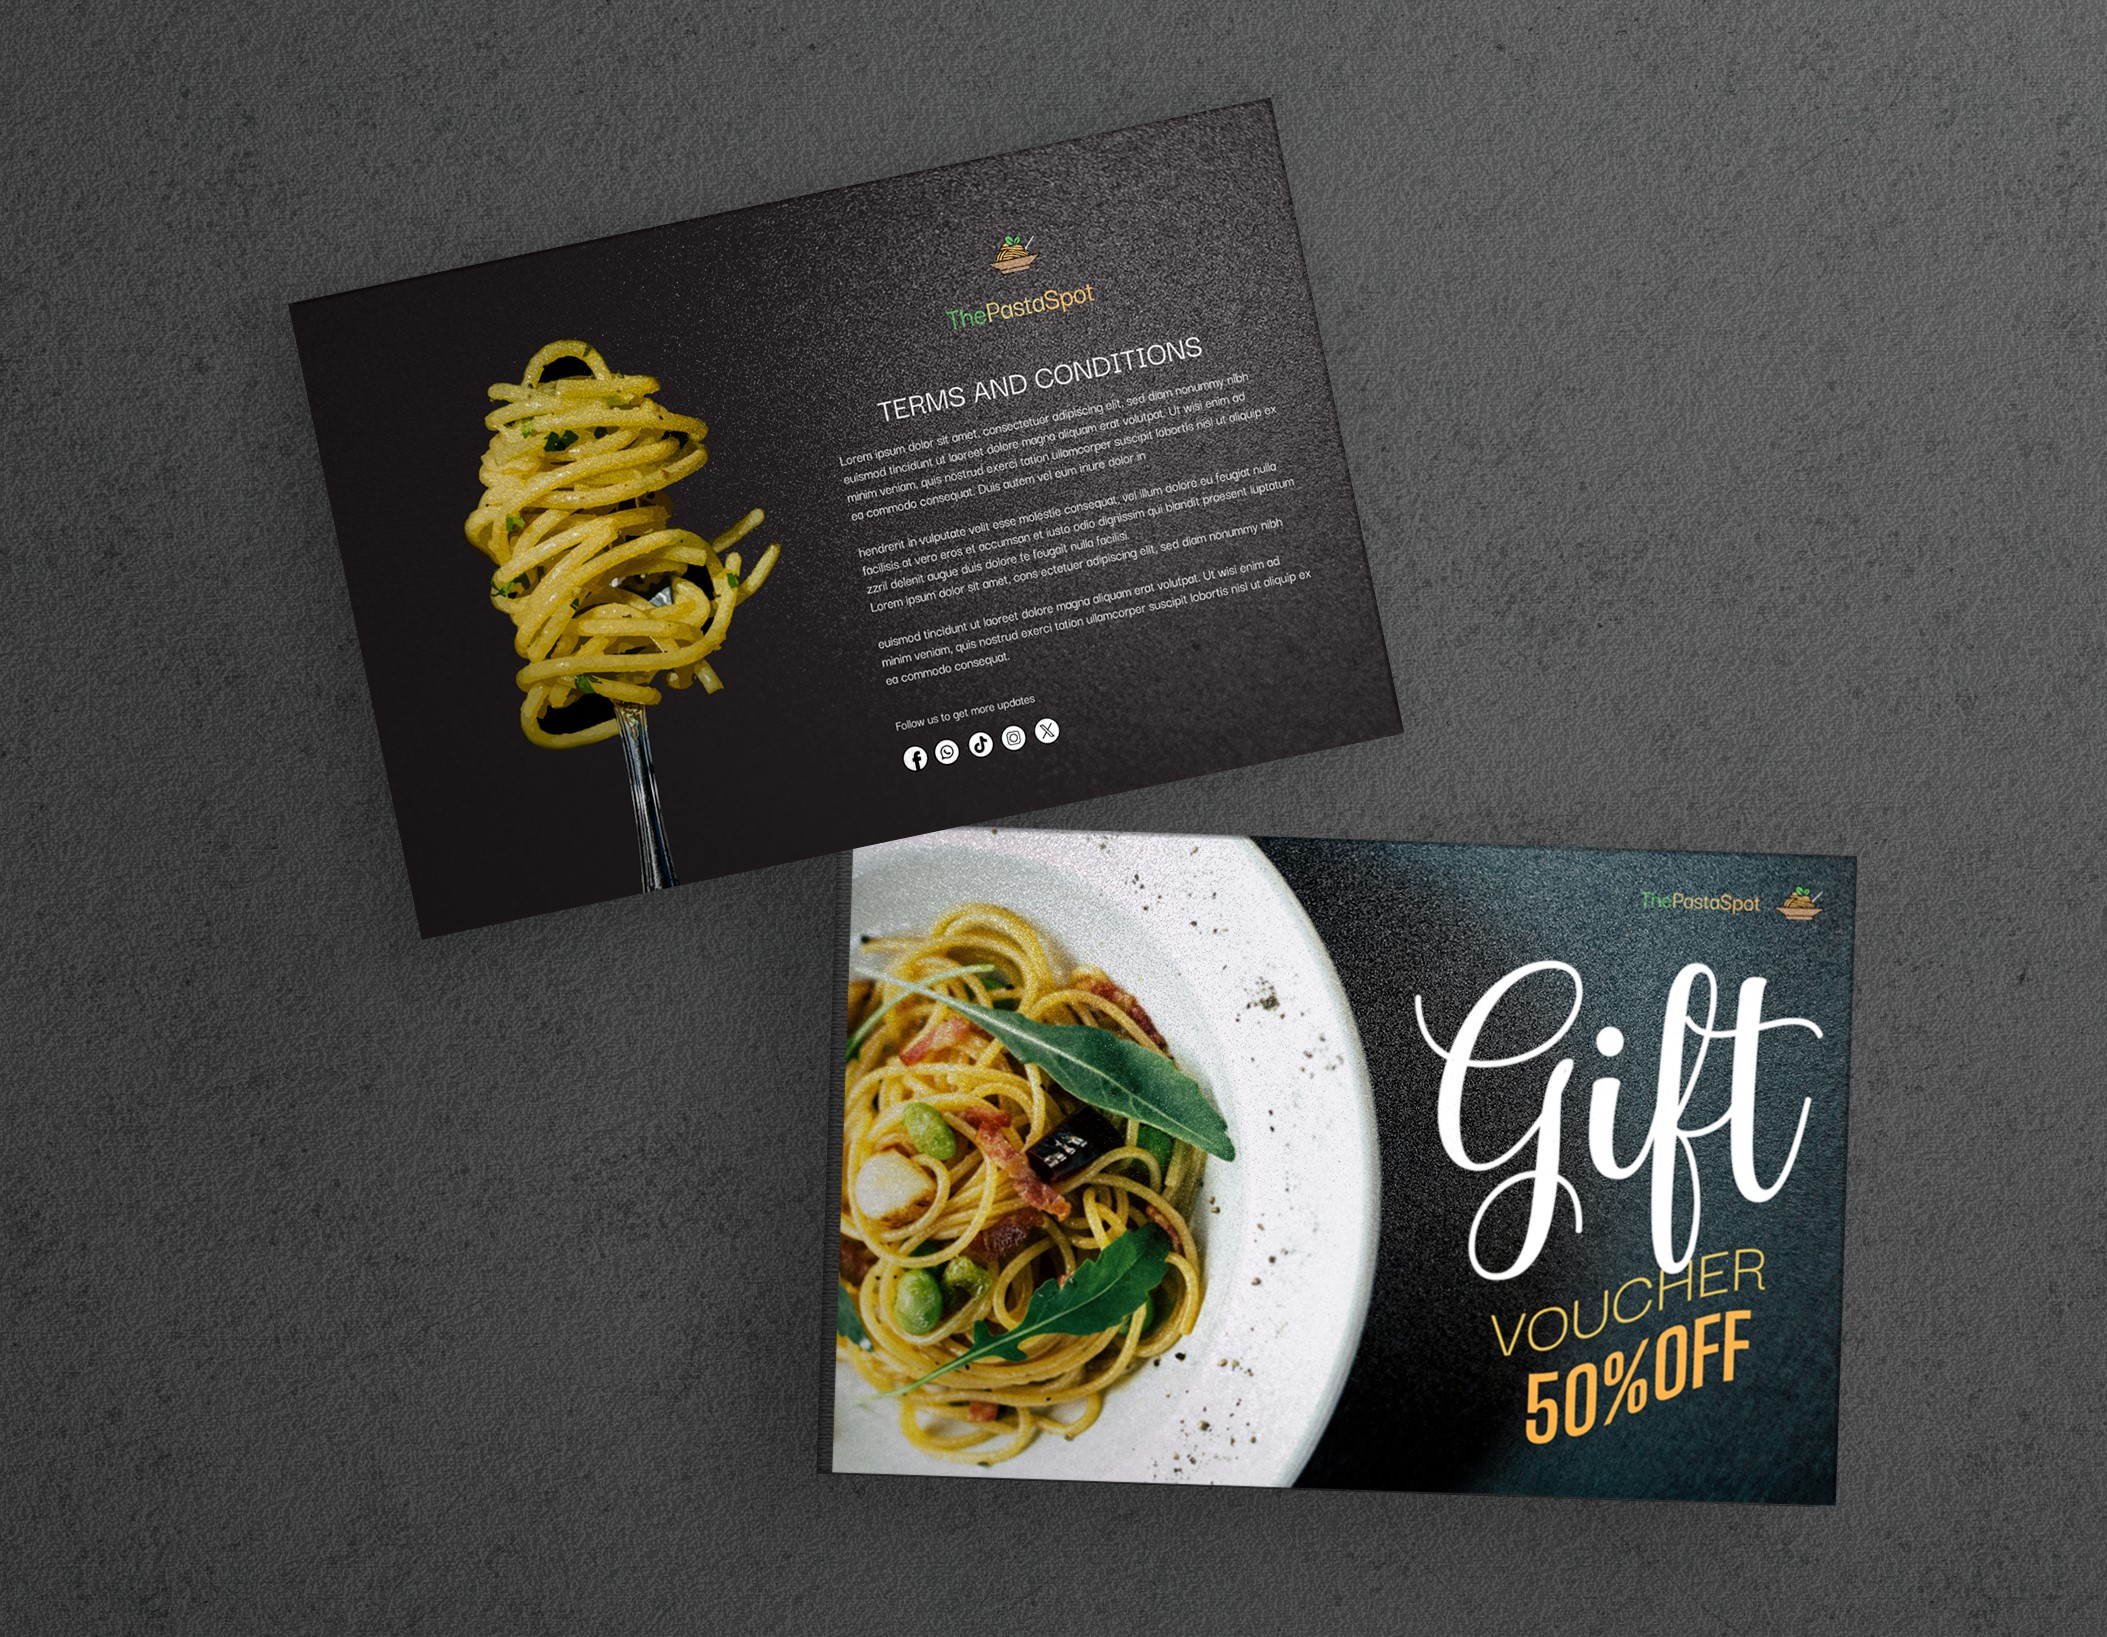 ThePastaSpot
TERMS AND CONDITIONS
Lorem ipsum dolor sit amet, consectetuer adipiscing elit, sed diam nonummy nibh
euismod tincidunt ut laoreet dolore magna aliquam erat volutpat. Ut wisi enim ad
minim veniam, quis nostrud exerci tation ullamcorper suscipit lobortis nisl ut aliquip ex
ea commodo consequat. Duis autem vel eum iriure dolor in
hendrerit in vulputate velit esse molestie consequat, vel illum dolore eu feugiat nulla
facilisis at vero eros et accumsan et iusto odio dignissim qui blandit praesent luptatum
zzril delenit augue duis dolore te feugait nulla facilisi.
Lorem ipsum dolor sit amet, cons ectetuer adipiscing elit, sed diam nonummy nibh
euismod tincidunt ut laoreet dolore magna aliquam erat volutpat. Ut wisi enim ad
minim veniam, quis nostrud exerci tation ullamcorper suscipit lobortis nisl ut aliquip ex
ea commodo consequat.
Follow us to get more updates
ThePastaSpot
Gift
VOUCHER
50%OFF